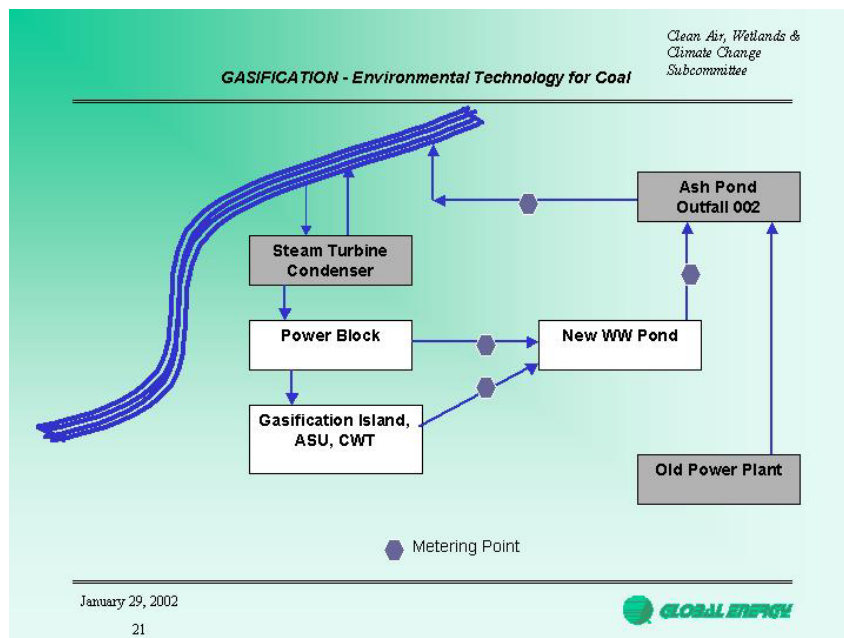 Clean Air, Wetlands &
Climate Change
Subcommittee
GASIFICATION - Environmental Technology for Coal
Ash Pond
Outfall 002
Steam Turbine
Condenser
Power Block
New WW Pond
Gasification Island,
ASU, CWT
Old Power Plant
Metering Point
January 29, 2002
21
GLOBAL ENERGY